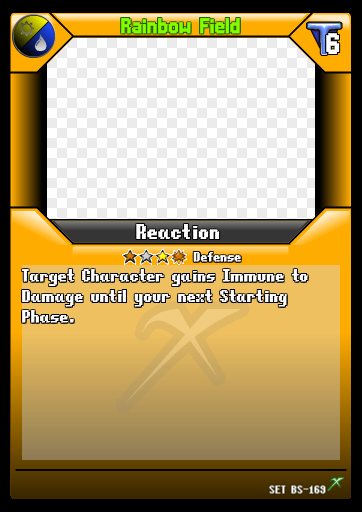 Rainbow Field
T 6
Reaction
Defense
Target Character gains Immune to
Damage until your next Starting
Phase.
SET BS-169